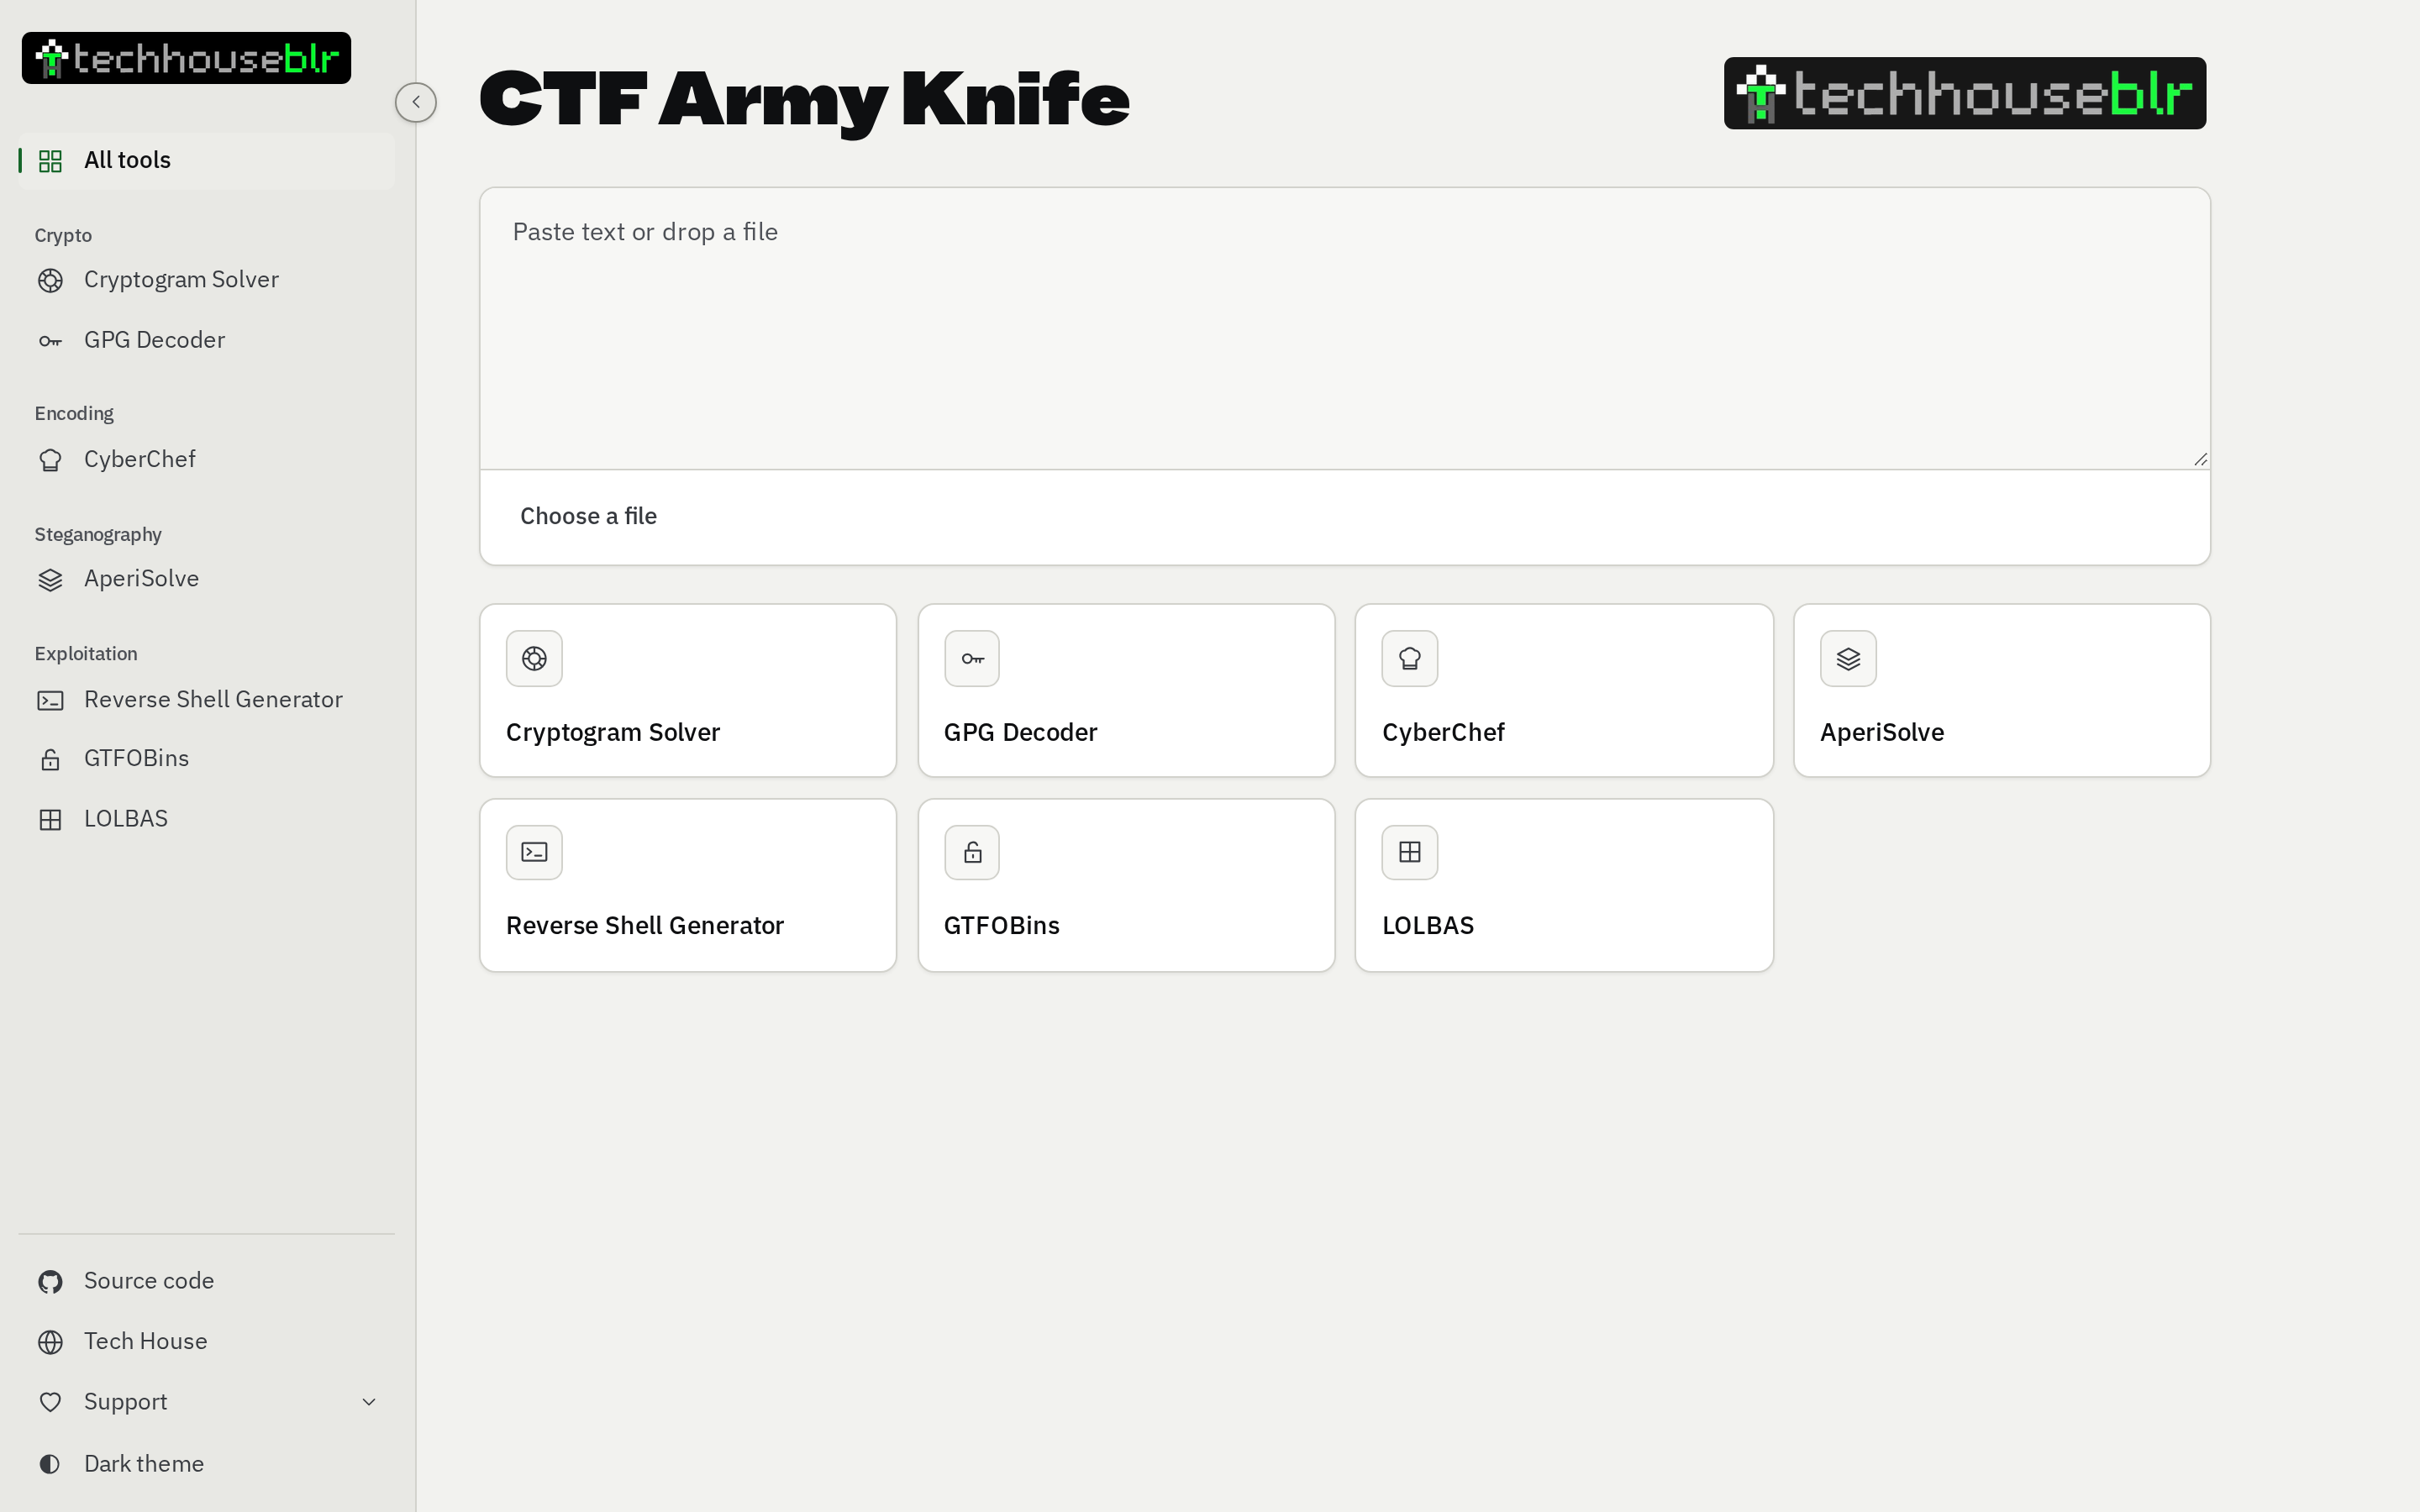 techhouseblr
All tools
Crypto
Cryptogram Solver
GPG Decoder
Encoding
CyberChef
Steganography
AperiSolve
Exploitation
Reverse Shell Generator
GTFOBins
LOLBAS
Source code
Tech House
Support
Dark theme
CTF Army Knife
techhouseblr
Paste text or drop a file
Choose a file
Cryptogram Solver
GPG Decoder
CyberChef
AperiSolve
Reverse Shell Generator
GTFOBins
LOLBAS